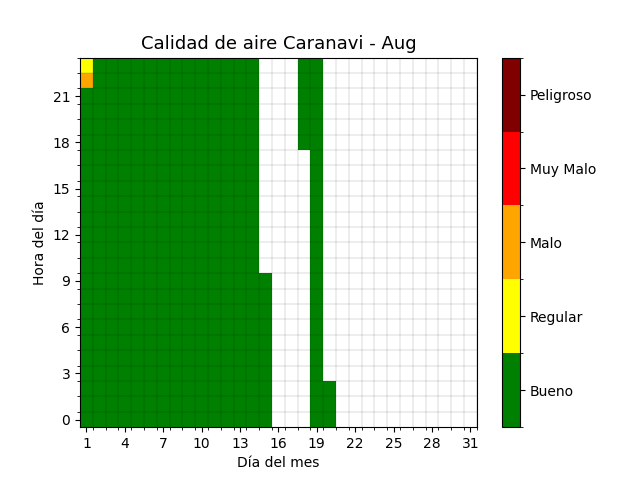 Calidad de aire Caranavi - Aug
Hora del día
21
18
15
12
9
6
3
0
1 4 7 10 13 16 19 22 25 28 31
Día del mes
Peligroso
Muy Malo
Malo
Regular
Bueno